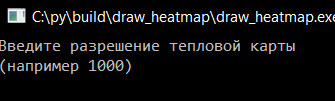 C:\py\build\draw_heatmap\draw_heatmap.exe
Введите разрешение тепловой карты
(например 1000)